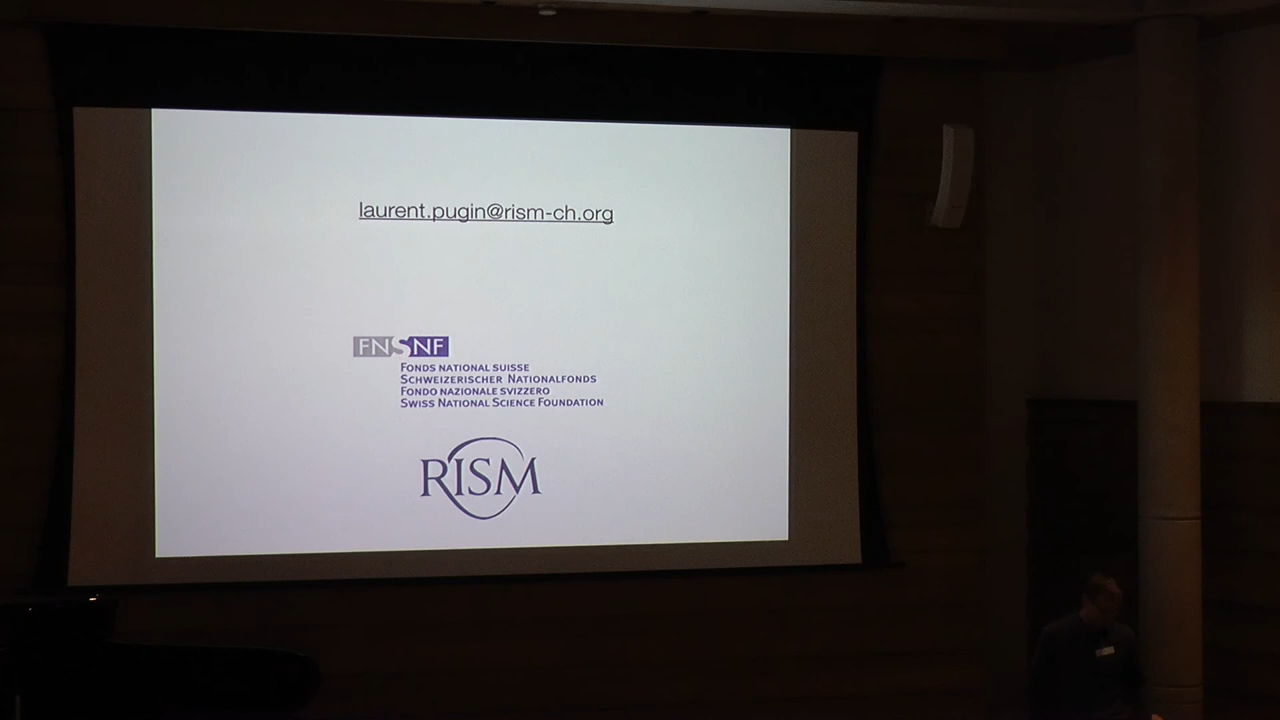 laurent.pugin@rism-ch.org
FNSNF
FONDS NATIONAL SUISSE
SCHWEIZERISCHER NATIONALFONDS
FONDO NAZIONALE SVIZZERO
SWISS NATIONAL SCIENCE FOUNDATION
RISM